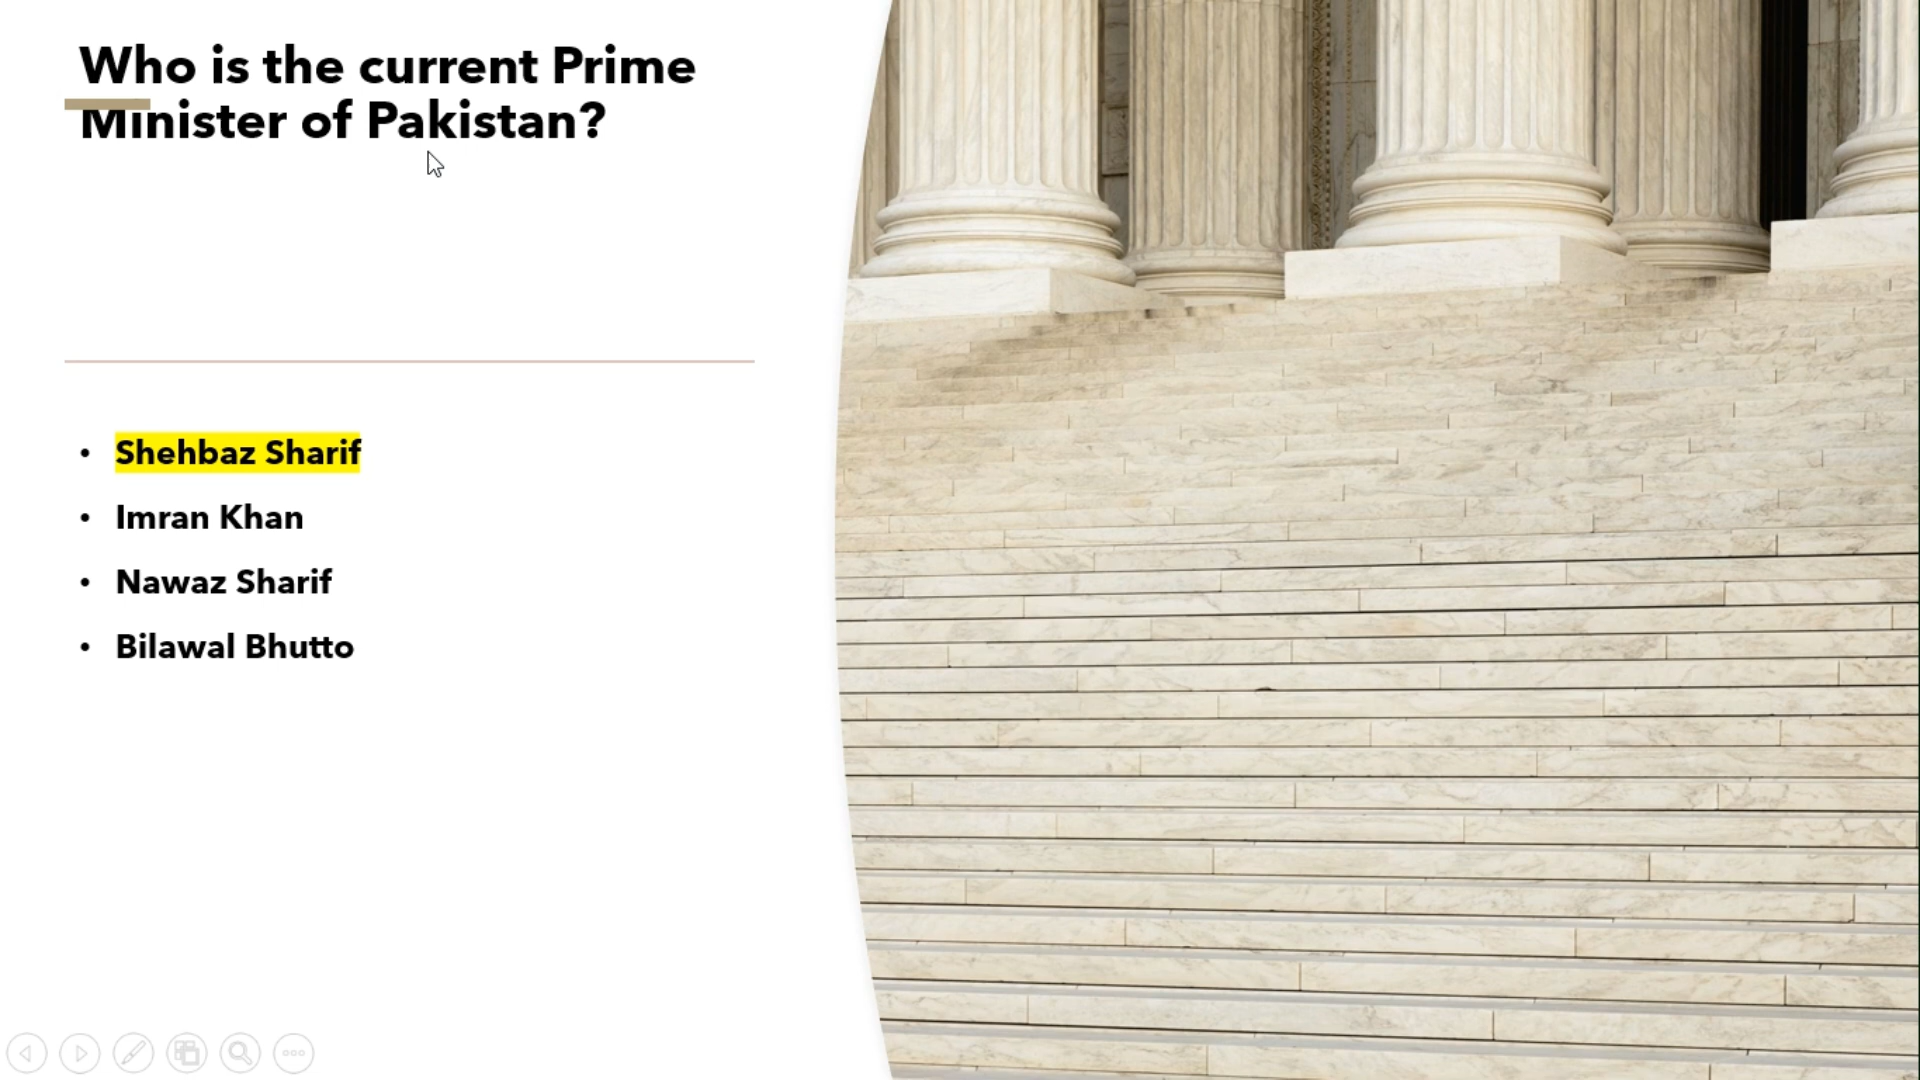 Who is the current Prime
Minister of Pakistan?
• Shehbaz Sharif
• Imran Khan
• Nawaz Sharif
• Bilawal Bhutto